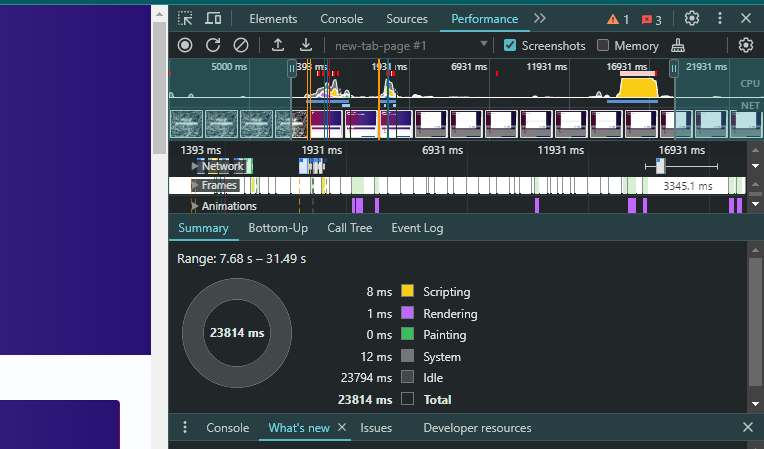 Elements Console Sources Performance 1 3
new-tab-page #1 Screenshots Memory
5000 ms 1393 ms 1931 ms 6931 ms 11931 ms 16931 ms 21931 ms
CPU
NET
1393 ms 1931 ms 6931 ms 11931 ms 16931 ms
Network
Frames 3345.1 ms
Animations
Summary Bottom-Up Call Tree Event Log
Range: 7.68 s – 31.49 s
8 ms Scripting
1 ms Rendering
23814 ms 0 ms Painting
12 ms System
23794 ms Idle
23814 ms Total
Console What's new Issues Developer resources